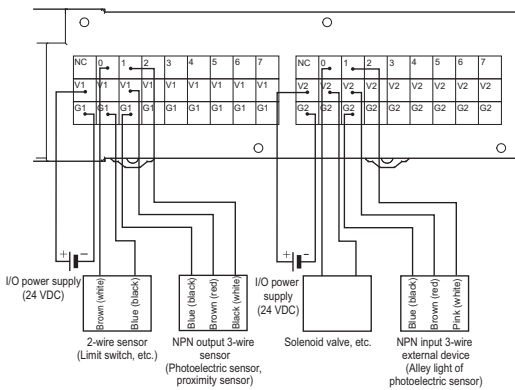 NC 0 1 2 3 4 5 6 7
V1 V1 V1 V1 V1 V1 V1 V1 V1
G1 G1 G1 G1 G1 G1 G1 G1 G1
NC 0 1 2 3 4 5 6 7
V2 V2 V2 V2 V2 V2 V2 V2 V2
G2 G2 G2 G2 G2 G2 G2 G2 G2
+ −
I/O power supply
(24 VDC)
Brown (white)
Blue (black)
2-wire sensor
(Limit switch, etc.)
Blue (black)
Brown (red)
Black (white)
NPN output 3-wire
sensor
(Photoelectric sensor,
proximity sensor)
+ −
I/O power
supply
(24 VDC)
Solenoid valve, etc.
Blue (black)
Brown (red)
Pink (white)
NPN input 3-wire
external device
(Alley light of
photoelectric sensor)